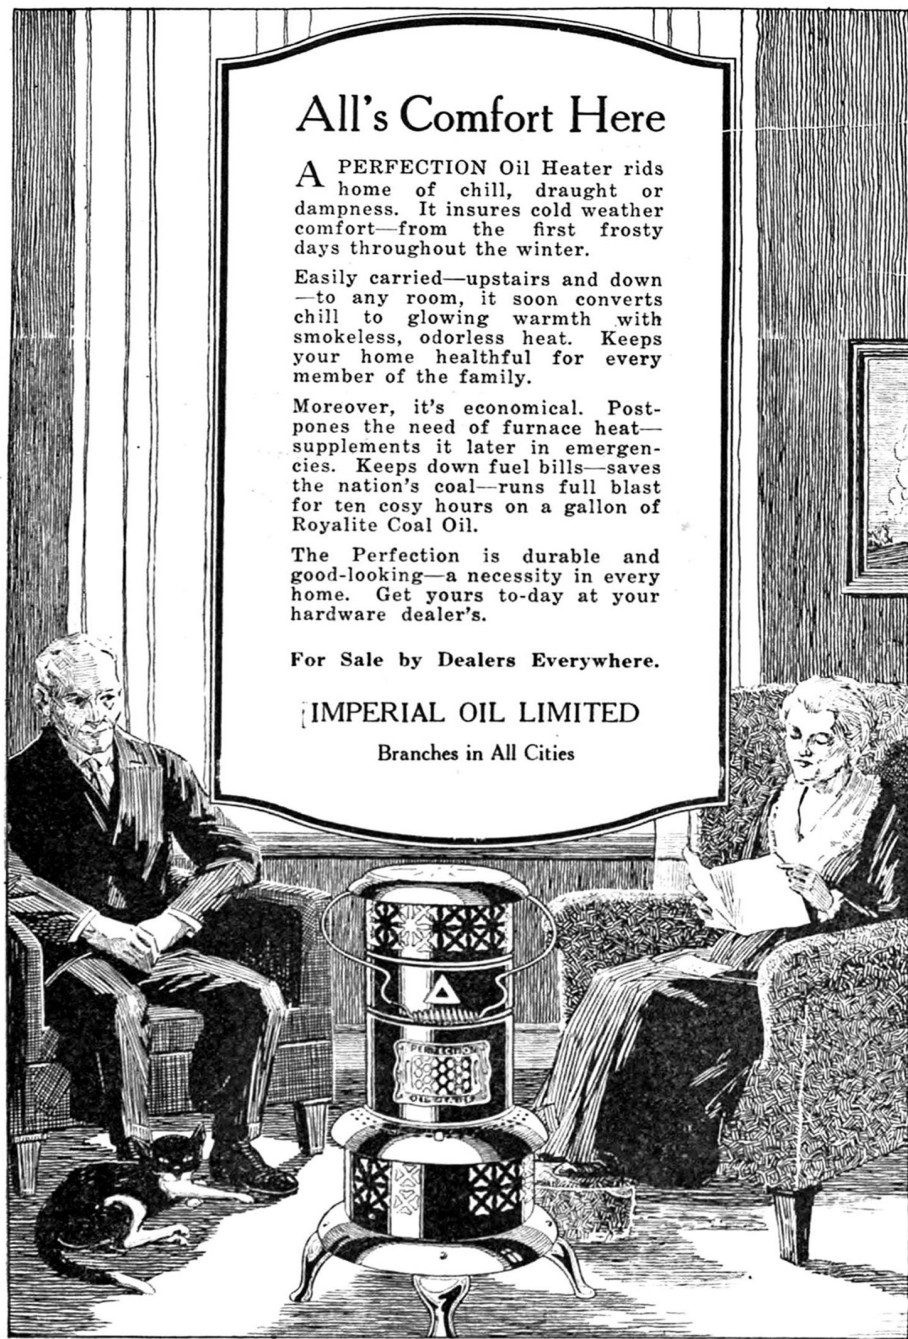 All's Comfort Here
A PERFECTION Oil Heater rids
home of chill, draught or
dampness. It insures cold weather
comfort—from the first frosty
days throughout the winter.
Easily carried—upstairs and down
—to any room, it soon converts
chill to glowing warmth with
smokeless, odorless heat. Keeps
your home healthful for every
member of the family.
Moreover, it's economical. Post-
pones the need of furnace heat—
supplements it later in emergen-
cies. Keeps down fuel bills—saves
the nation's coal—runs full blast
for ten cosy hours on a gallon of
Royalite Coal Oil.
The Perfection is durable and
good-looking—a necessity in every
home. Get yours to-day at your
hardware dealer's.
For Sale by Dealers Everywhere.
IMPERIAL OIL LIMITED
Branches in All Cities
PERFECTION
OIL HEATER